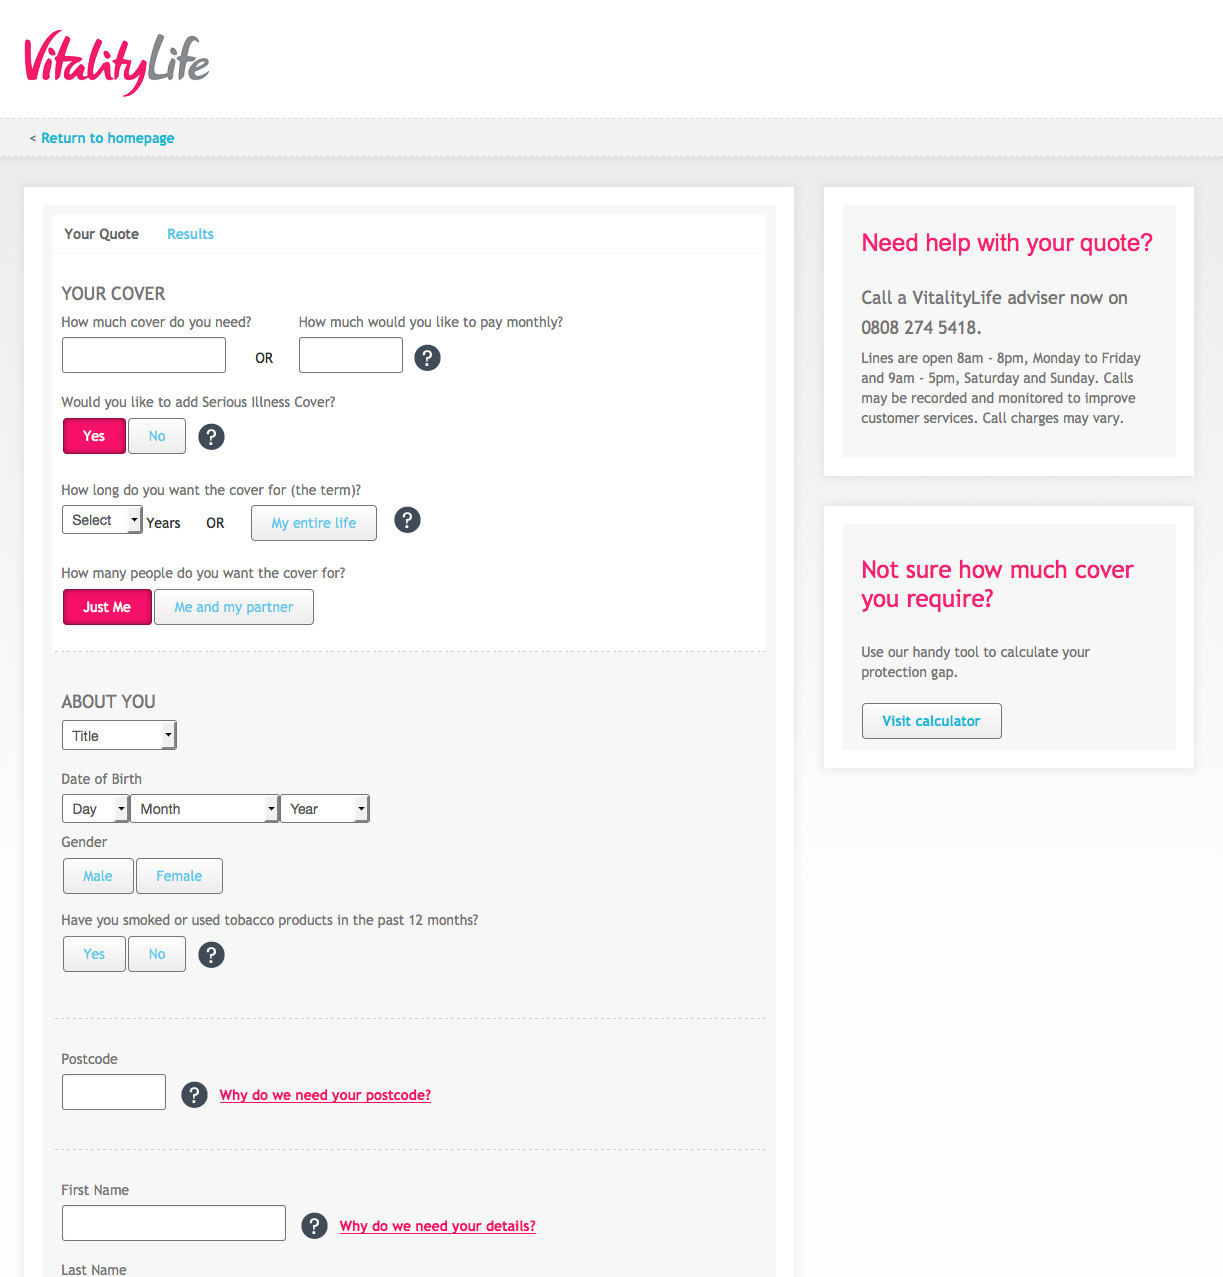 VitalityLife
< Return to homepage
Your Quote Results
YOUR COVER
How much cover do you need? How much would you like to pay monthly?
OR ?
Would you like to add Serious Illness Cover?
Yes No ?
How long do you want the cover for (the term)?
Select Years OR My entire life ?
How many people do you want the cover for?
Just Me Me and my partner
ABOUT YOU
Title
Date of Birth
Day Month Year
Gender
Male Female
Have you smoked or used tobacco products in the past 12 months?
Yes No ?
Postcode
? Why do we need your postcode?
First Name
? Why do we need your details?
Last Name
Need help with your quote?
Call a VitalityLife adviser now on
0808 274 5418.
Lines are open 8am - 8pm, Monday to Friday
and 9am - 5pm, Saturday and Sunday. Calls
may be recorded and monitored to improve
customer services. Call charges may vary.
Not sure how much cover
you require?
Use our handy tool to calculate your
protection gap.
Visit calculator